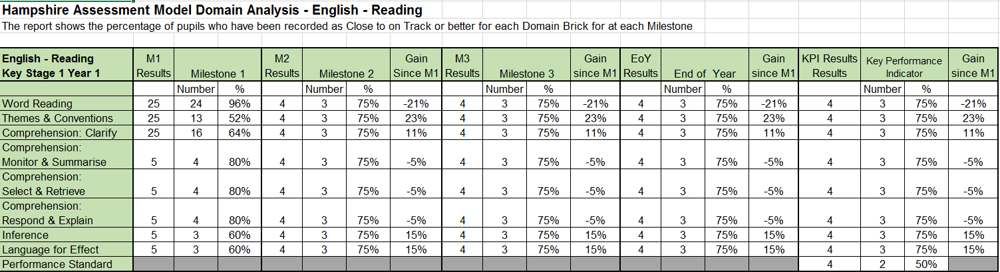 Hampshire Assessment Model Domain Analysis - English - Reading
The report shows the percentage of pupils who have been recorded as Close to on Track or better for each Domain Brick for at each Milestone
English - Reading M1 M2 Gain M3 Gain EoY Gain KPI Results Key Performance Gain
Key Stage 1 Year 1 Results Milestone 1 Results Milestone 2 Since M1 Results Milestone 3 since M1 Results End of Year since M1 Results Indicator since M1
Number % Number % Number % Number % Number %
Word Reading 25 24 96% 4 3 75% -21% 4 3 75% -21% 4 3 75% -21% 4 3 75% -21%
Themes & Conventions 25 13 52% 4 3 75% 23% 4 3 75% 23% 4 3 75% 23% 4 3 75% 23%
Comprehension: Clarify 25 16 64% 4 3 75% 11% 4 3 75% 11% 4 3 75% 11% 4 3 75% 11%
Comprehension:
Monitor & Summarise 5 4 80% 4 3 75% -5% 4 3 75% -5% 4 3 75% -5% 4 3 75% -5%
Comprehension:
Select & Retrieve 5 4 80% 4 3 75% -5% 4 3 75% -5% 4 3 75% -5% 4 3 75% -5%
Comprehension:
Respond & Explain 5 4 80% 4 3 75% -5% 4 3 75% -5% 4 3 75% -5% 4 3 75% -5%
Inference 5 3 60% 4 3 75% 15% 4 3 75% 15% 4 3 75% 15% 4 3 75% 15%
Language for Effect 5 3 60% 4 3 75% 15% 4 3 75% 15% 4 3 75% 15% 4 3 75% 15%
Performance Standard 4 2 50%